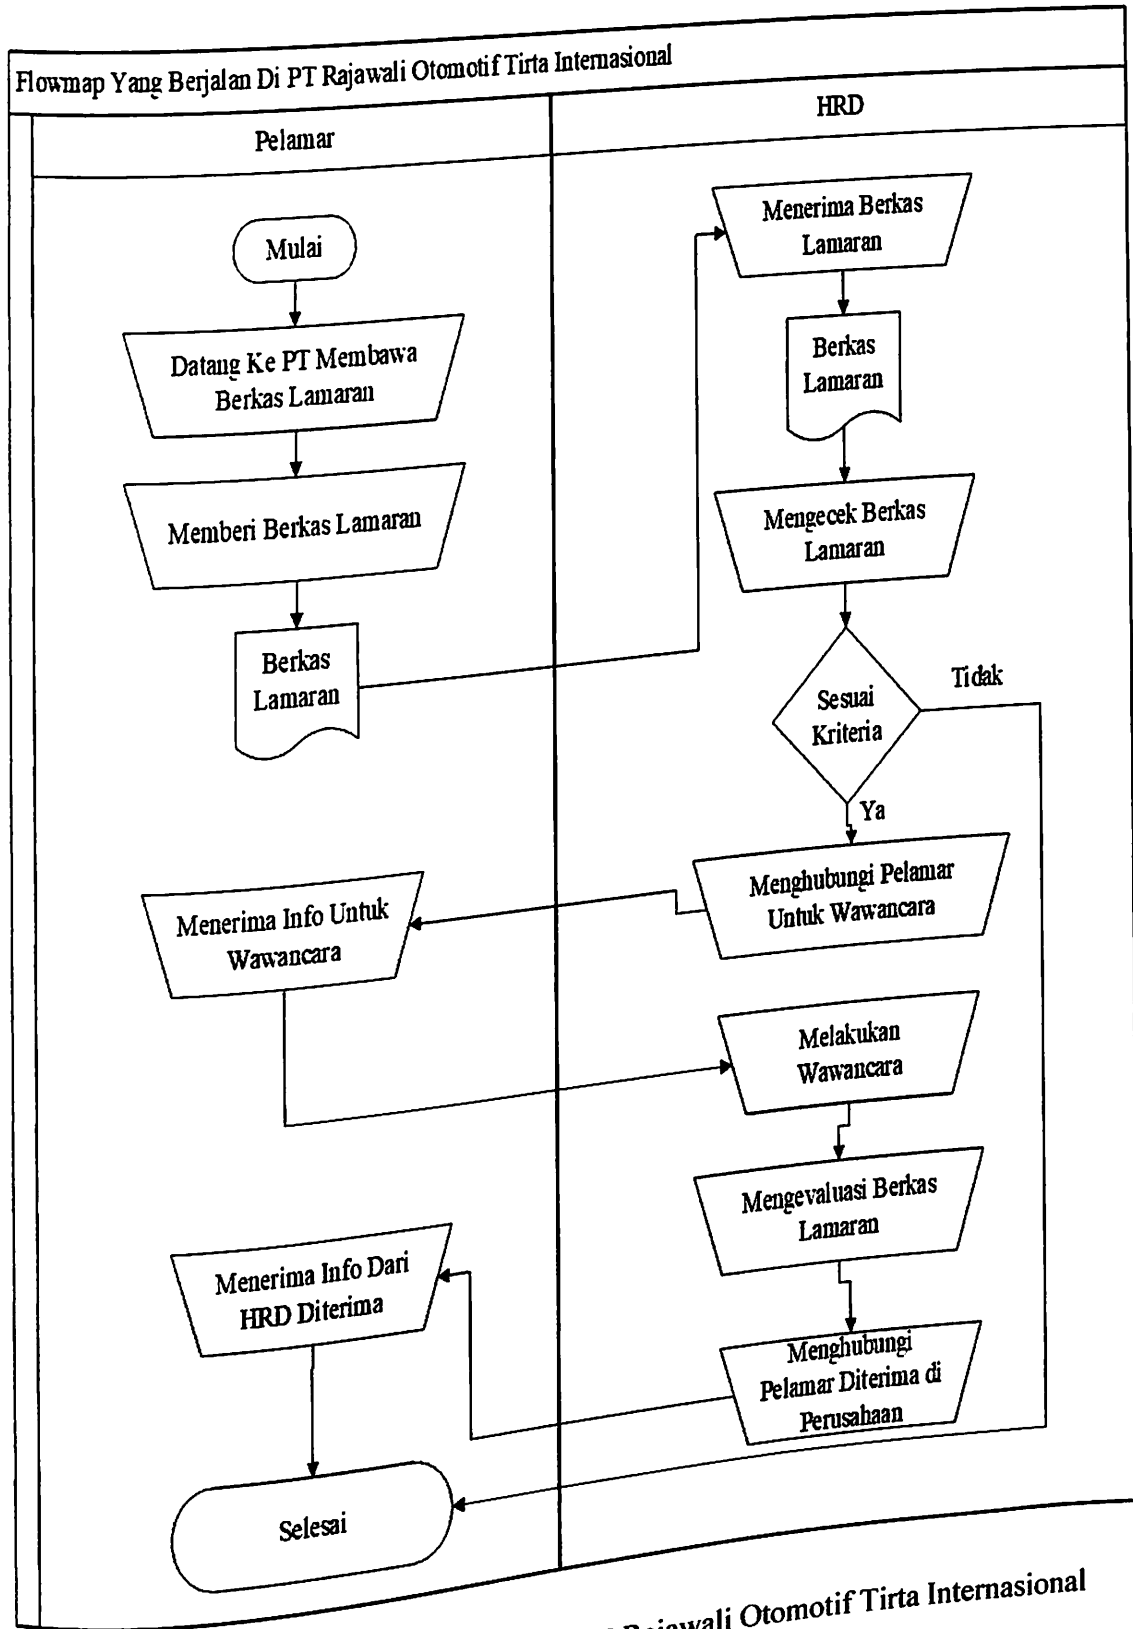 Flowmap Yang Berjalan Di PT Rajawali Otomotif Tirta Internasional
Pelamar
HRD
Mulai
Datang Ke PT Membawa
Berkas Lamaran
Memberi Berkas Lamaran
Berkas
Lamaran
Menerima Berkas
Lamaran
Berkas
Lamaran
Mengecek Berkas
Lamaran
Sesuai
Kriteria
Tidak
Ya
Menghubungi Pelamar
Untuk Wawancara
Menerima Info Untuk
Wawancara
Melakukan
Wawancara
Mengevaluasi Berkas
Lamaran
Menghubungi
Pelamar Diterima di
Perusahaan
Menerima Info Dari
HRD Diterima
Selesai
Rajawali Otomotif Tirta Internasional